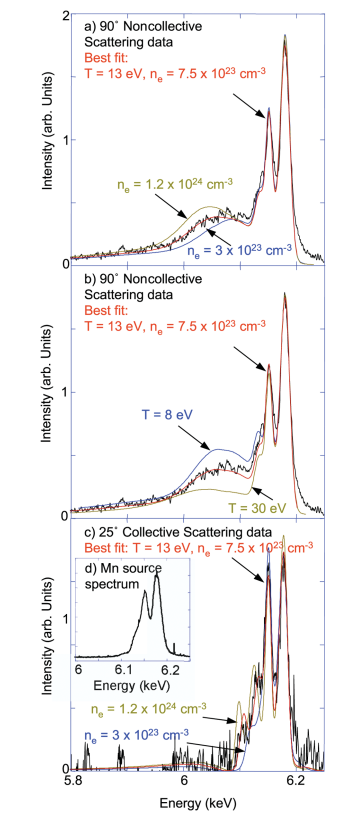 2
a) 90° Noncollective
Scattering data
Best fit:
T = 13 eV, nₑ = 7.5 x 10²³ cm⁻³
Intensity (arb. Units)
1
nₑ = 1.2 x 10²⁴ cm⁻³
nₑ = 3 x 10²³ cm⁻³
0
b) 90° Noncollective
Scattering data
Best fit:
T = 13 eV, nₑ = 7.5 x 10²³ cm⁻³
Intensity (arb. Units)
1
T = 8 eV
T = 30 eV
0
c) 25° Collective Scattering data
Best fit: T = 13 eV, nₑ = 7.5 x 10²³ cm⁻³
d) Mn source
spectrum
Intensity (arb. Units)
1
6 6.1 6.2
Energy (keV)
nₑ = 1.2 x 10²⁴ cm⁻³
nₑ = 3 x 10²³ cm⁻³
0
5.8 6 6.2
Energy (keV)